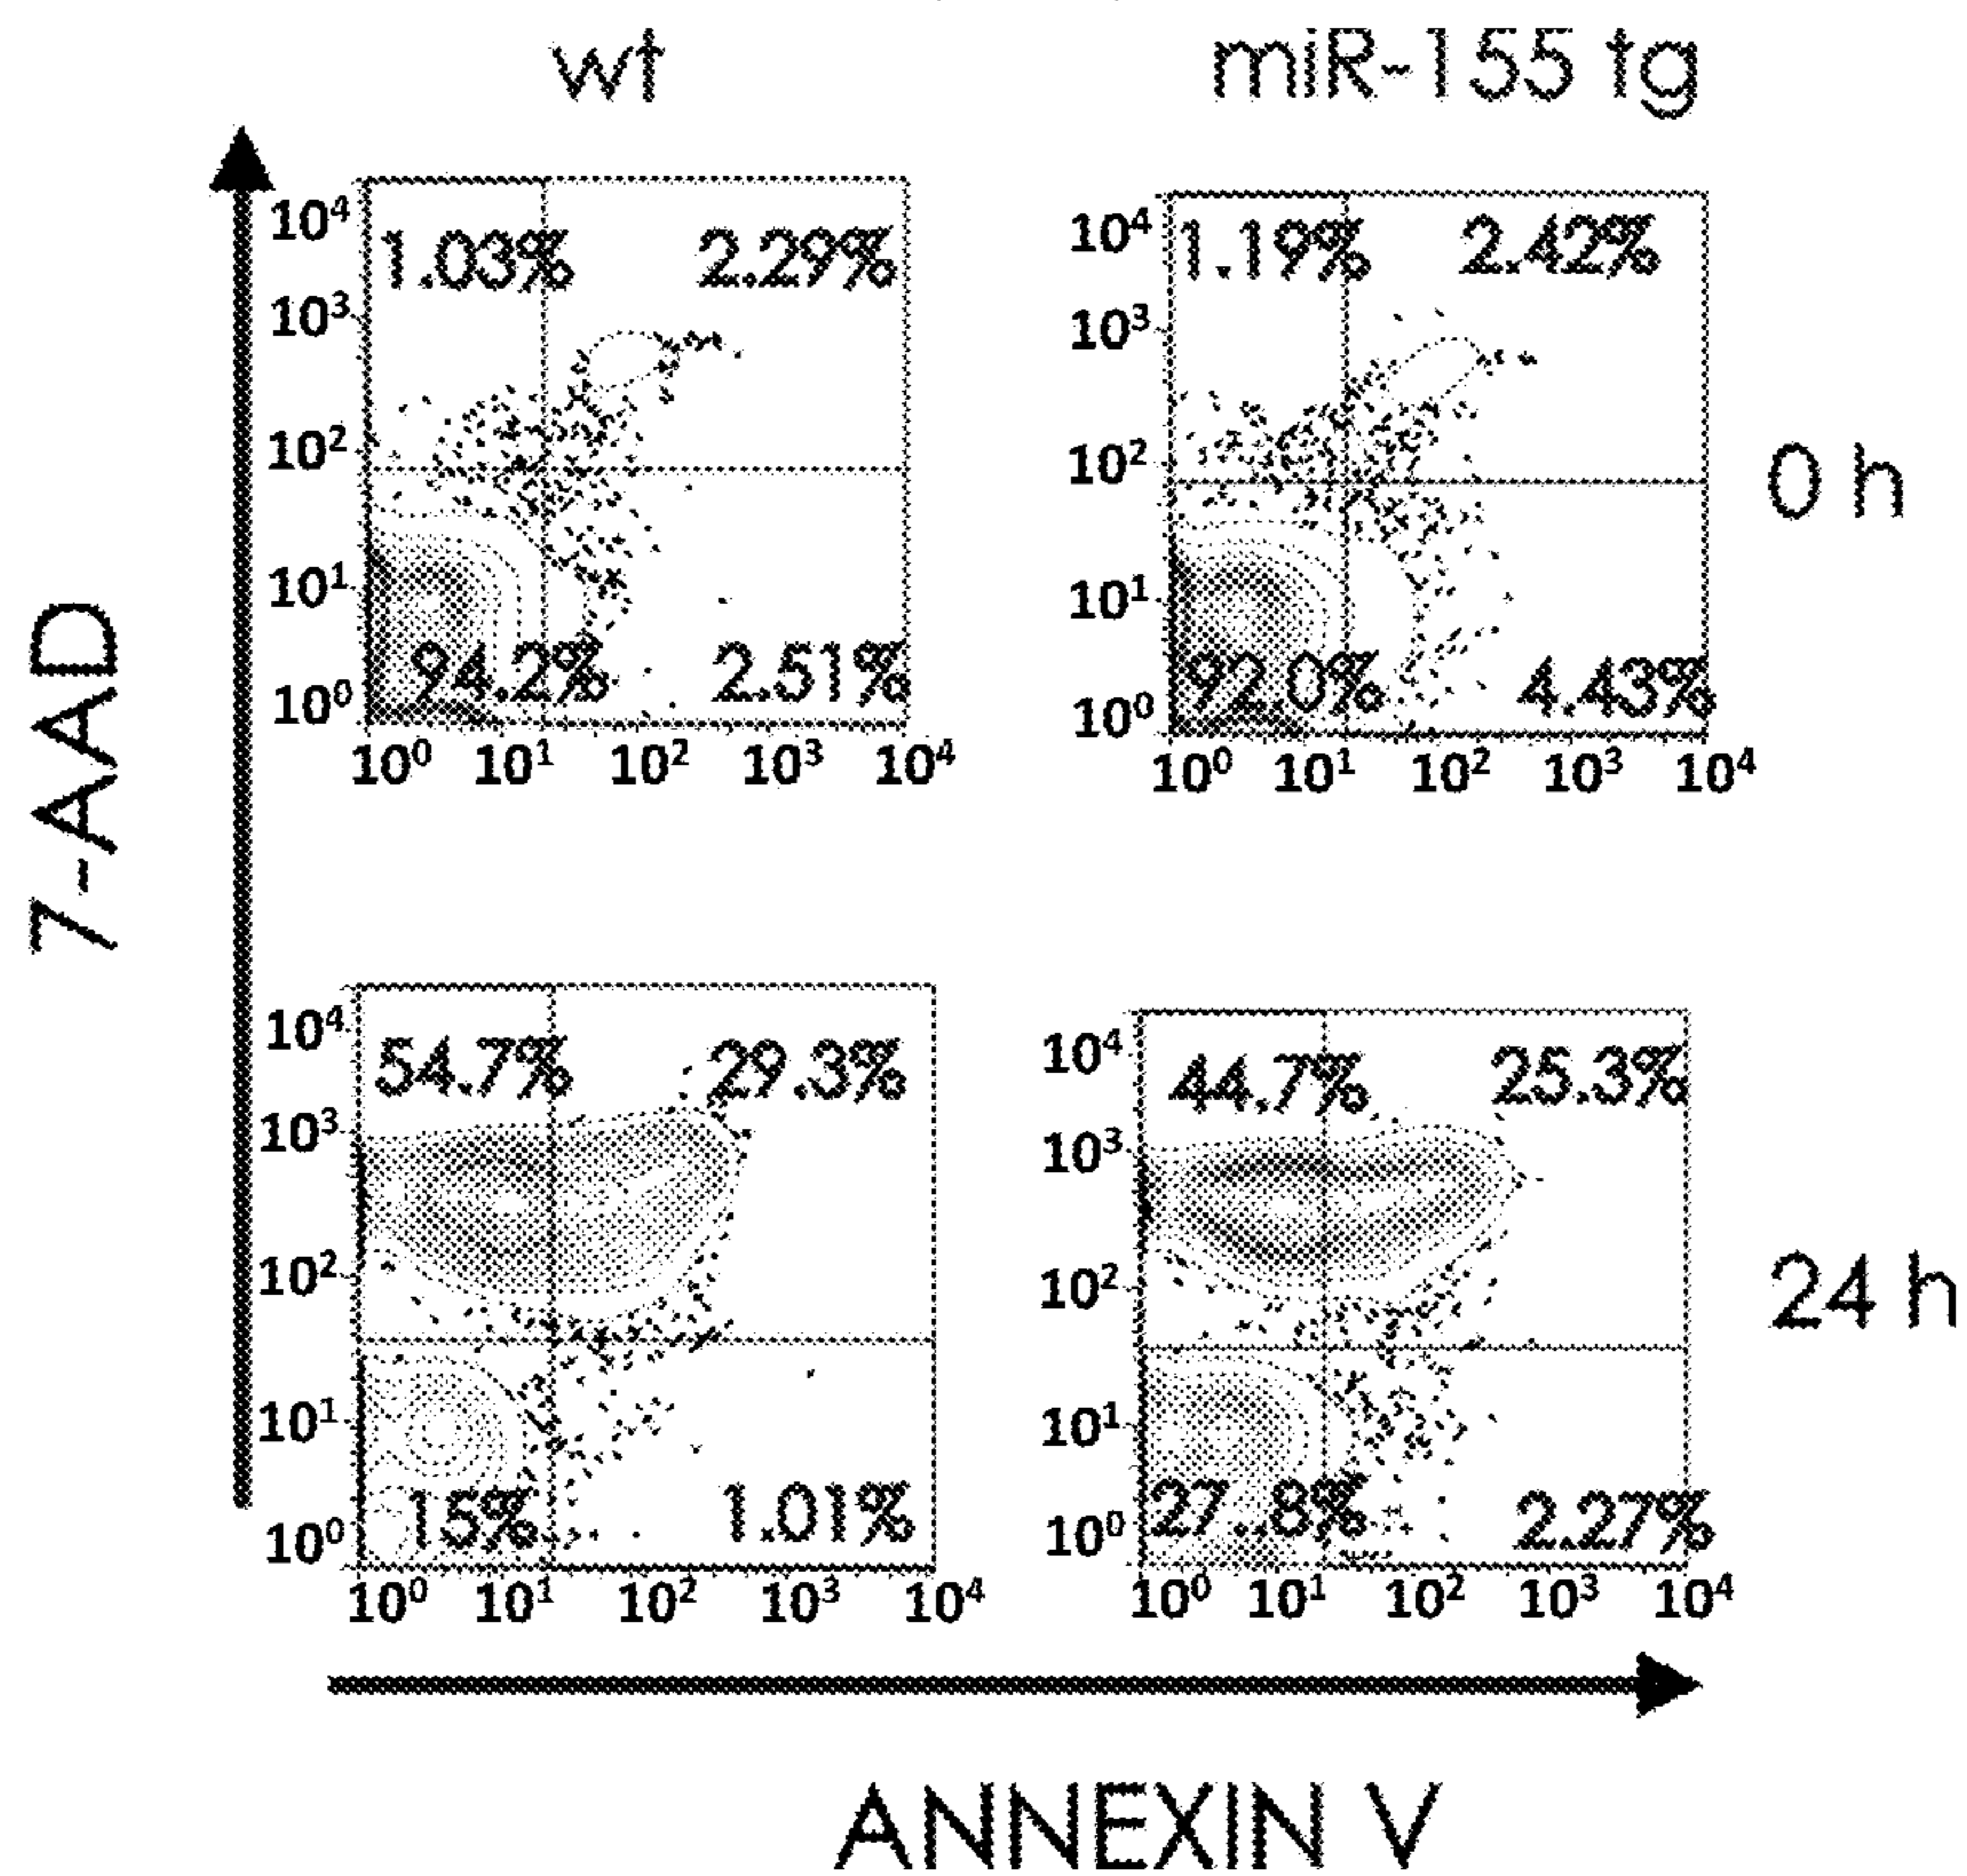 wt miR-155 tg
7-AAD
10⁴ 1.03% 2.29%
10³
10²
10¹
10⁰ 94.2% 2.51%
10⁰ 10¹ 10² 10³ 10⁴
10⁴ 1.19% 2.42%
10³
10²
10¹
10⁰ 92.0% 4.43%
10⁰ 10¹ 10² 10³ 10⁴
0 h
10⁴ 54.7% 29.3%
10³
10²
10¹
10⁰ 15% 1.01%
10⁰ 10¹ 10² 10³ 10⁴
10⁴ 44.7% 25.3%
10³
10²
10¹
10⁰ 27..8% 2.27%
10⁰ 10¹ 10² 10³ 10⁴
24 h
ANNEXIN V